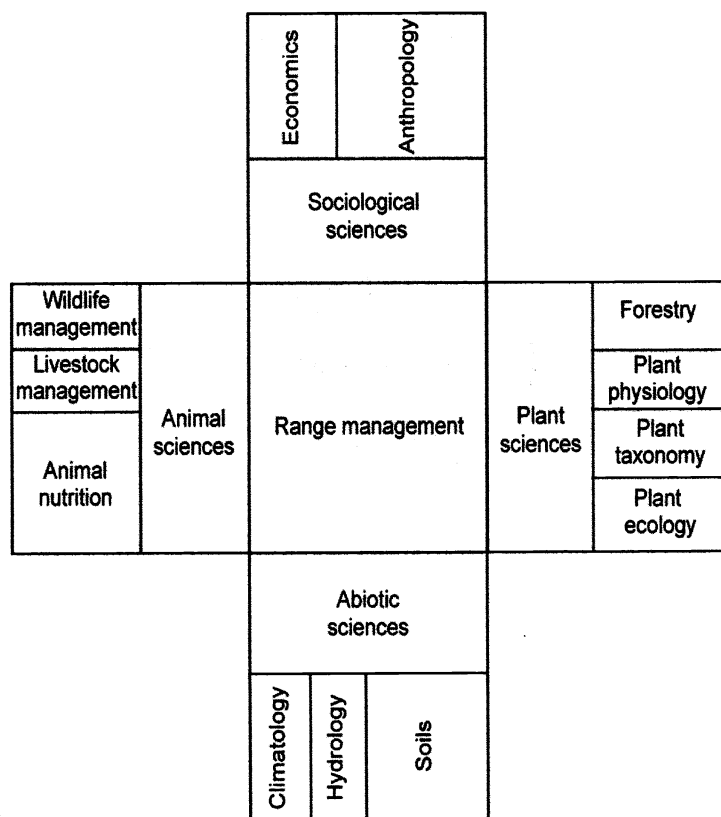 Economics
Anthropology
Sociological
sciences
Wildlife
management
Livestock
management
Animal
nutrition
Animal
sciences
Range management
Plant
sciences
Forestry
Plant
physiology
Plant
taxonomy
Plant
ecology
Abiotic
sciences
Climatology
Hydrology
Soils